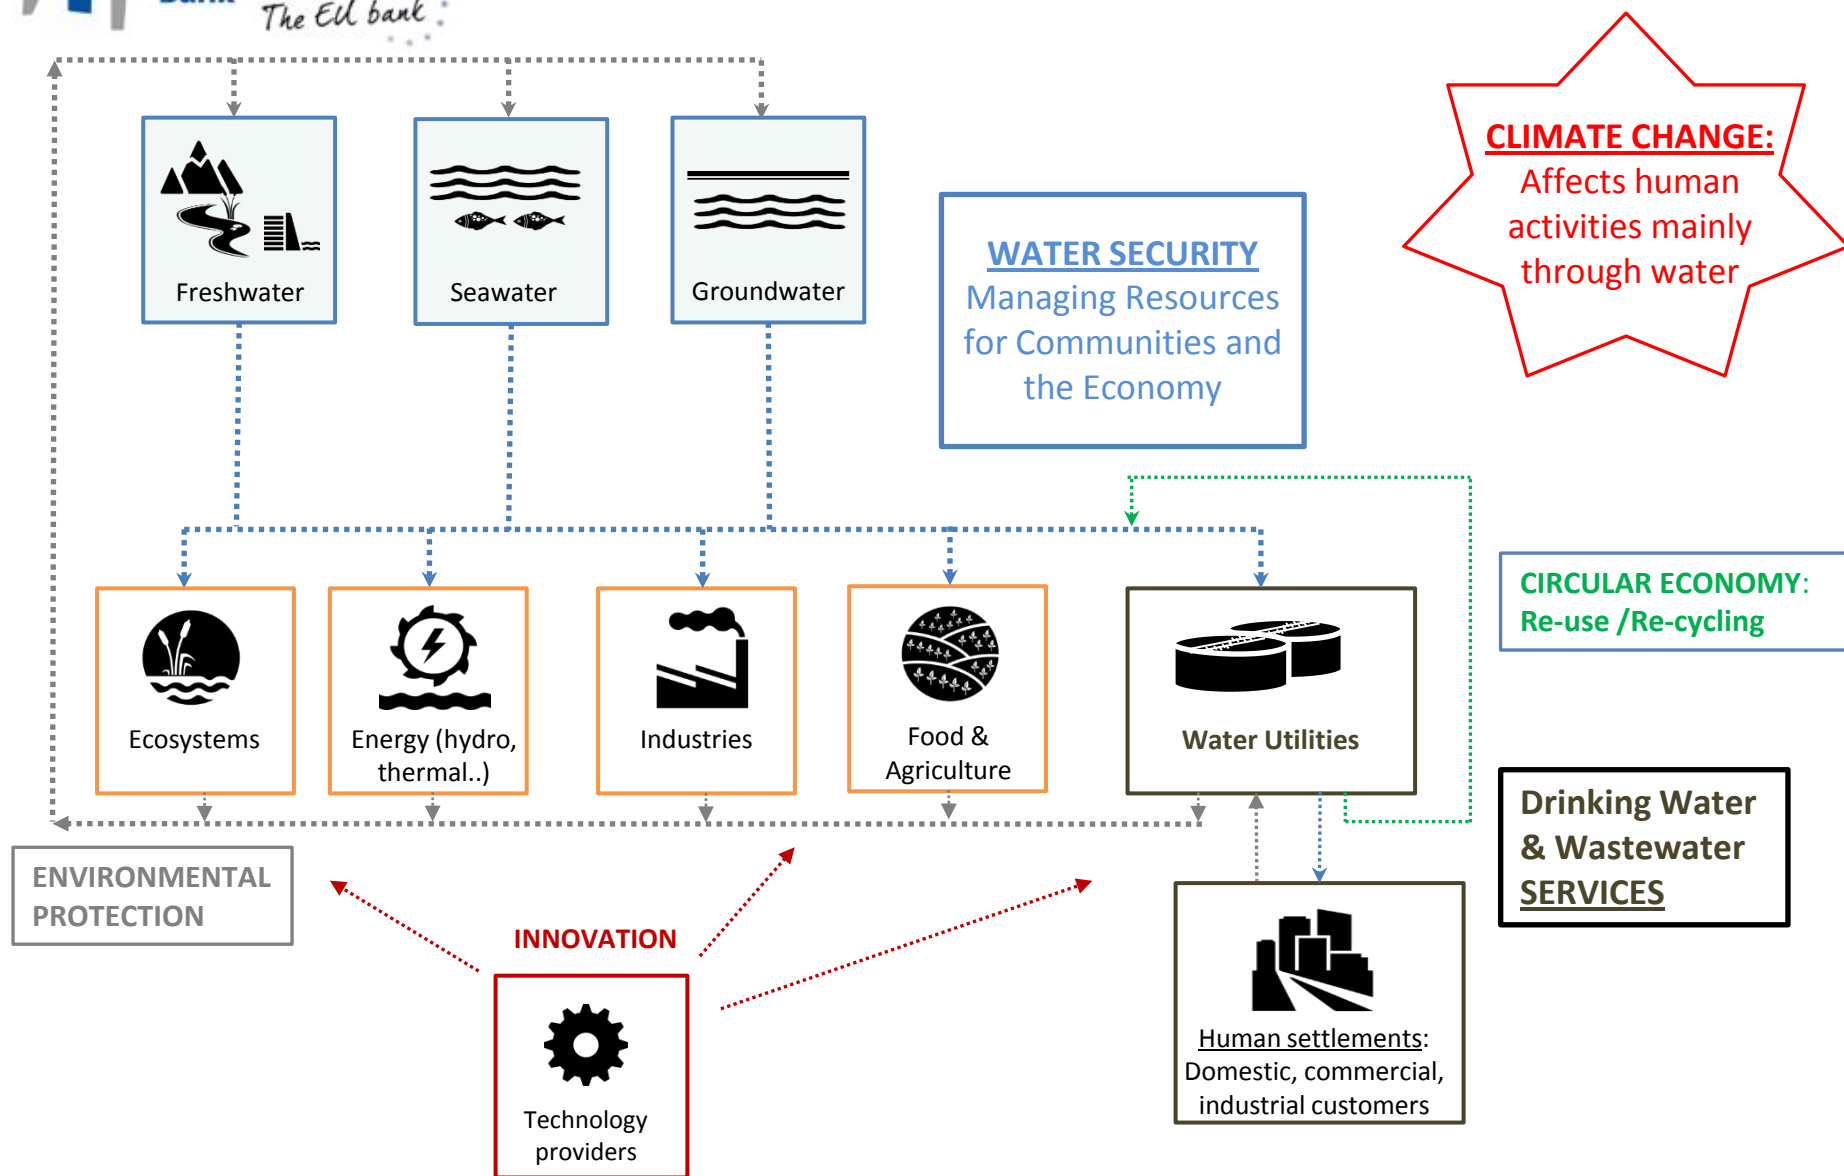 Bank
The EU bank
CLIMATE CHANGE:
Affects human
activities mainly
through water
Freshwater
Seawater
Groundwater
WATER SECURITY
Managing Resources
for Communities and
the Economy
CIRCULAR ECONOMY:
Re-use /Re-cycling
Ecosystems
Energy (hydro,
thermal..)
Industries
Food &
Agriculture
Water Utilities
Drinking Water
& Wastewater
SERVICES
ENVIRONMENTAL
PROTECTION
INNOVATION
Technology
providers
Human settlements:
Domestic, commercial,
industrial customers